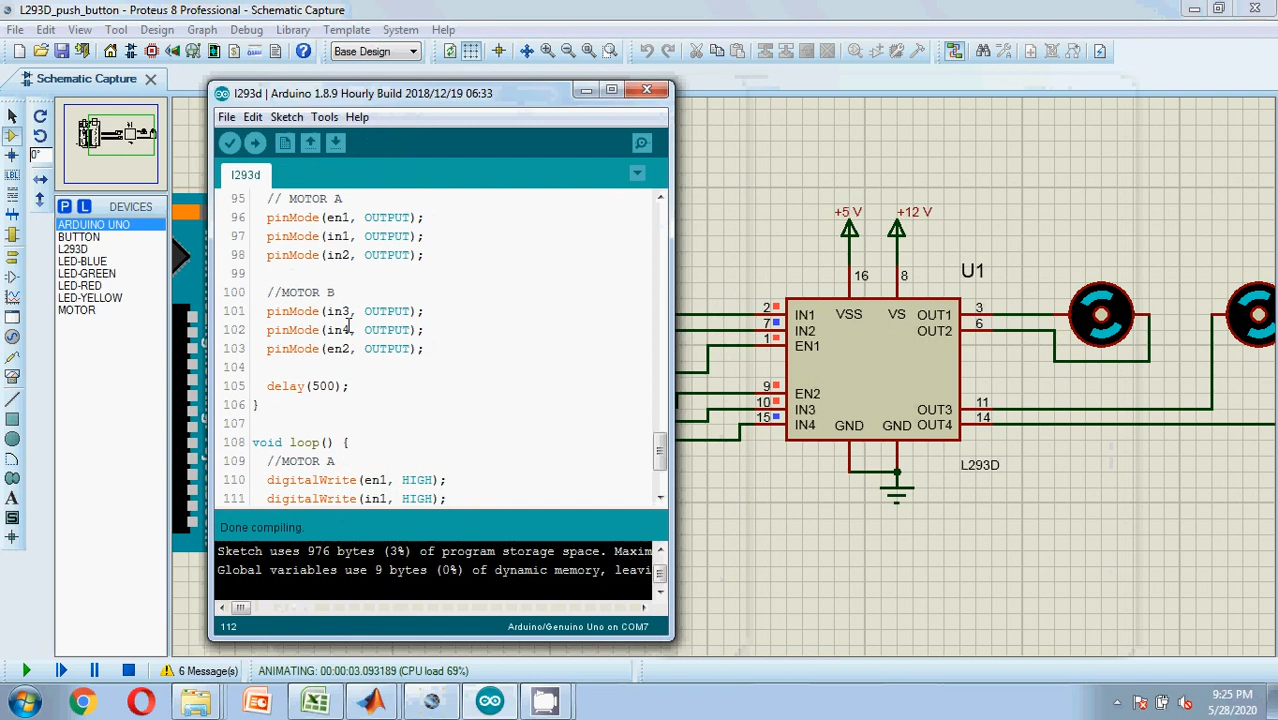 L293D_push_button - Proteus 8 Professional - Schematic Capture
File Edit View Tool Design Graph Debug Library Template System Help
Base Design
Schematic Capture
0°
P L DEVICES
ARDUINO UNO
BUTTON
L293D
LED-BLUE
LED-GREEN
LED-RED
LED-YELLOW
MOTOR
l293d | Arduino 1.8.9 Hourly Build 2018/12/19 06:33
File Edit Sketch Tools Help
l293d
95 // MOTOR A
96 pinMode(en1, OUTPUT);
97 pinMode(in1, OUTPUT);
98 pinMode(in2, OUTPUT);
99
100 //MOTOR B
101 pinMode(in3, OUTPUT);
102 pinMode(in4, OUTPUT);
103 pinMode(en2, OUTPUT);
104
105 delay(500);
106 }
107
108 void loop() {
109 //MOTOR A
110 digitalWrite(en1, HIGH);
111 digitalWrite(in1, HIGH);
Done compiling.
Sketch uses 976 bytes (3%) of program storage space. Maxim
Global variables use 9 bytes (0%) of dynamic memory, leavi
112 Arduino/Genuino Uno on COM7
+5 V +12 V
16 8 U1
2 IN1 VSS VS OUT1 3
7 IN2 OUT2 6
1 EN1
9 EN2
10 IN3 OUT3 11
15 IN4 GND GND OUT4 14
L293D
6 Message(s) ANIMATING: 00:00:03.093189 (CPU load 69%)
9:25 PM
5/28/2020